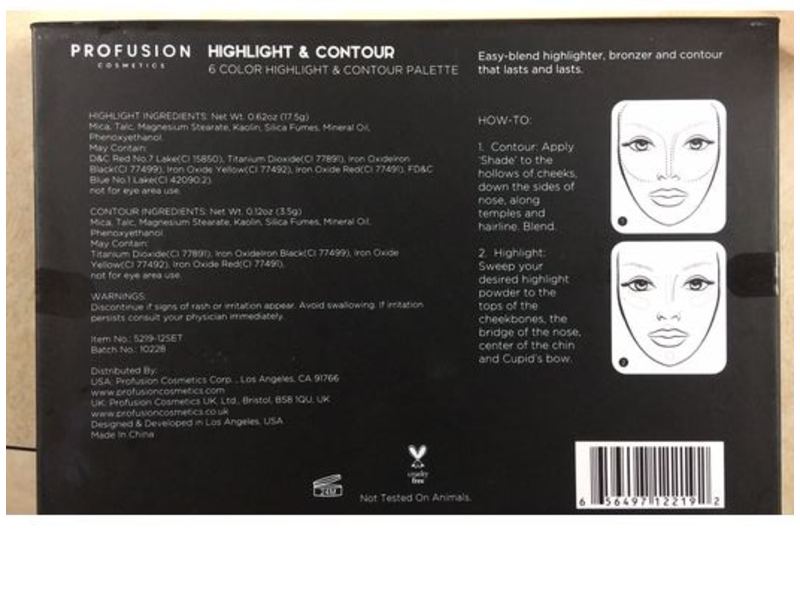 PROFUSION
COSMETICS
HIGHLIGHT & CONTOUR
6 COLOR HIGHLIGHT & CONTOUR PALETTE
Easy-blend highlighter, bronzer and contour
that lasts and lasts.
HIGHLIGHT INGREDIENTS: Net Wt. 0.62oz (17.5g)
Mica, Talc, Magnesium Stearate, Kaolin, Silica Fumes, Mineral Oil,
Phenoxyethanol.
May Contain:
D&C Red No.7 Lake(CI 15850), Titanium Dioxide(CI 77891), Iron OxideIron
Black(CI 77499), Iron Oxide Yellow(CI 77492), Iron Oxide Red(CI 77491), FD&C
Blue No.1 Lake(CI 42090:2)
not for eye area use.
CONTOUR INGREDIENTS: Net Wt. 0.12oz (3.5g)
Mica, Talc, Magnesium Stearate, Kaolin, Silica Fumes, Mineral Oil,
Phenoxyethanol.
May Contain:
Titanium Dioxide(CI 77891), Iron OxideIron Black(CI 77499), Iron Oxide
Yellow(CI 77492), Iron Oxide Red(CI 77491),
not for eye area use.
WARNINGS:
Discontinue if signs of rash or irritation appear. Avoid swallowing. If irritation
persists consult your physician immediately.
Item No.: 5219-12SET
Batch No.: 10228
Distributed By:
USA: Profusion Cosmetics Corp., Los Angeles, CA 91766
www.profusioncosmetics.com
UK: Profusion Cosmetics UK, Ltd., Bristol, BS8 1QU, UK
www.profusioncosmetics.co.uk
Designed & Developed in Los Angeles, USA
Made In China
HOW-TO:
1. Contour: Apply
'Shade' to the
hollows of cheeks,
down the sides of
nose, along
temples and
hairline. Blend.
2. Highlight:
Sweep your
desired highlight
powder to the
tops of the
cheekbones, the
bridge of the nose,
center of the chin
and Cupid's bow.
1
2
24M
cruelty
free
Not Tested On Animals.
6 56497 12219 2